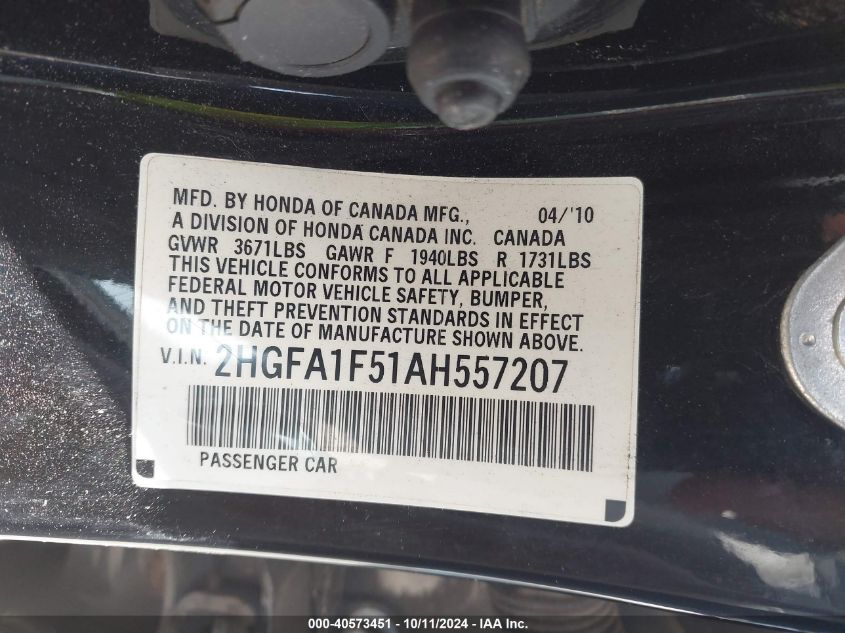 MFD. BY HONDA OF CANADA MFG., 04/'10
A DIVISION OF HONDA CANADA INC. CANADA
GVWR 3671LBS GAWR F 1940LBS R 1731LBS
THIS VEHICLE CONFORMS TO ALL APPLICABLE
FEDERAL MOTOR VEHICLE SAFETY, BUMPER,
AND THEFT PREVENTION STANDARDS IN EFFECT
ON THE DATE OF MANUFACTURE SHOWN ABOVE.
V.I.N. 2HGFA1F51AH557207
PASSENGER CAR
000-40573451 - 10/11/2024 - IAA Inc.